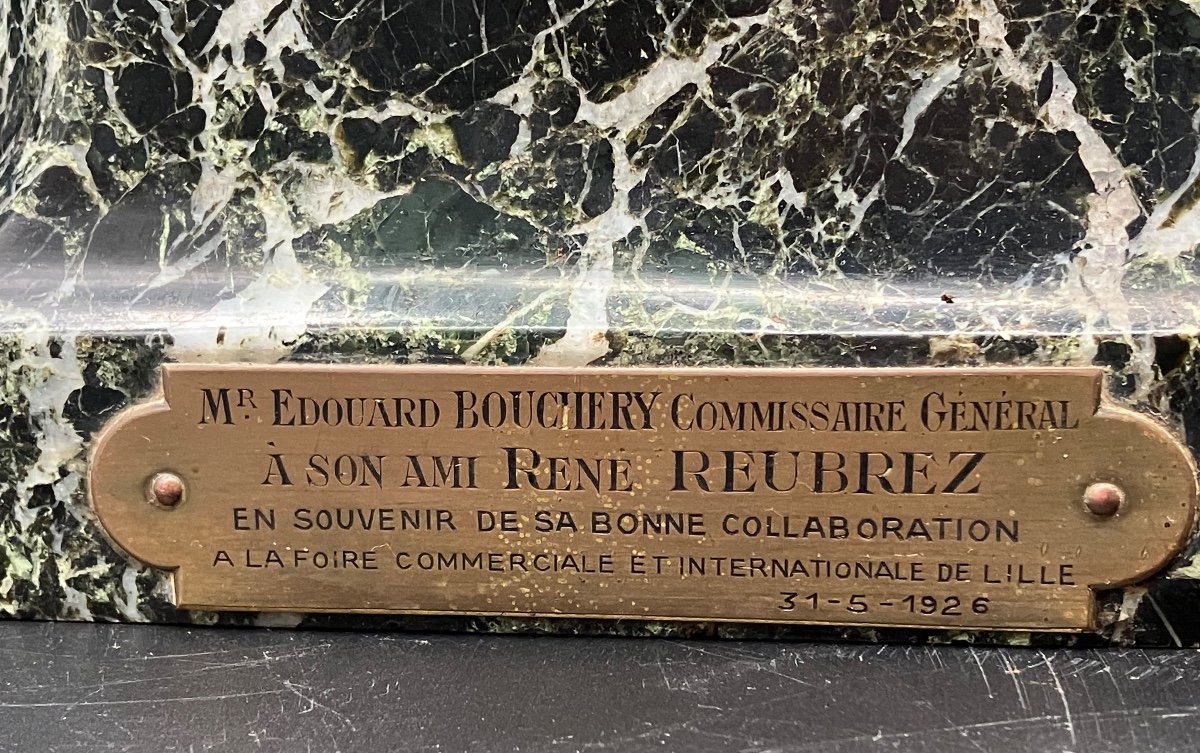 MR. EDOUARD BOUCHERY COMMISSAIRE GÉNÉRAL
À SON AMI RENÉ REUBREZ
EN SOUVENIR DE SA BONNE COLLABORATION
A LA FOIRE COMMERCIALE ET INTERNATIONALE DE LILLE
31-5-1926